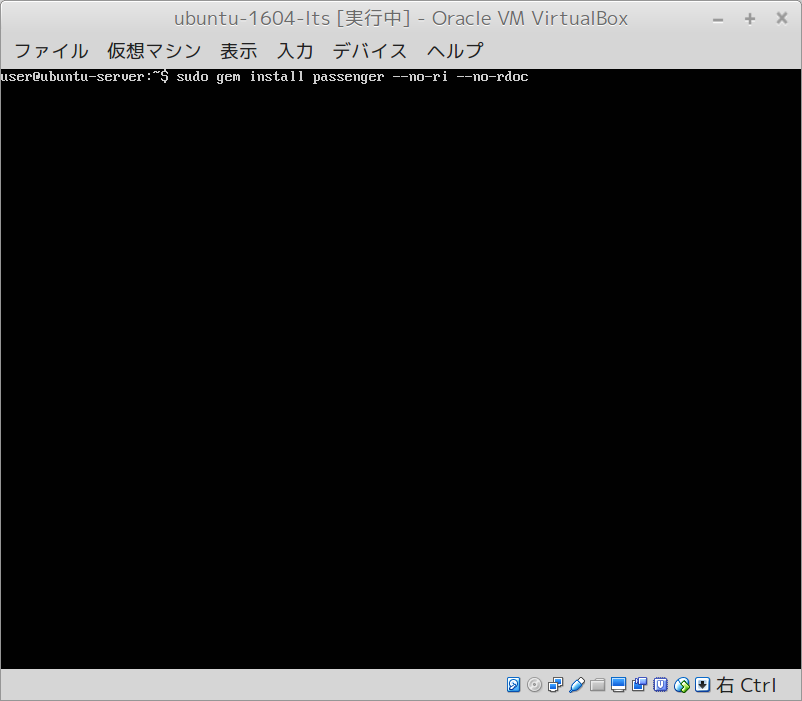 ubuntu-1604-lts [実行中] - Oracle VM VirtualBox
ファイル 仮想マシン 表示 入力 デバイス ヘルプ
user@ubuntu-server:~$ sudo gem install passenger --no-ri --no-rdoc
右 Ctrl